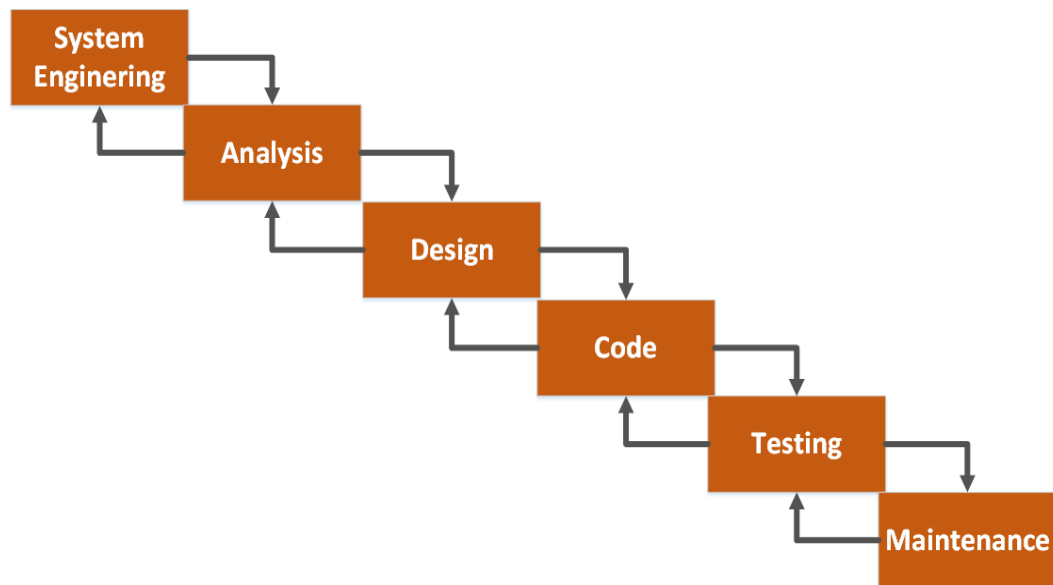 System
Enginering
Analysis
Design
Code
Testing
Maintenance